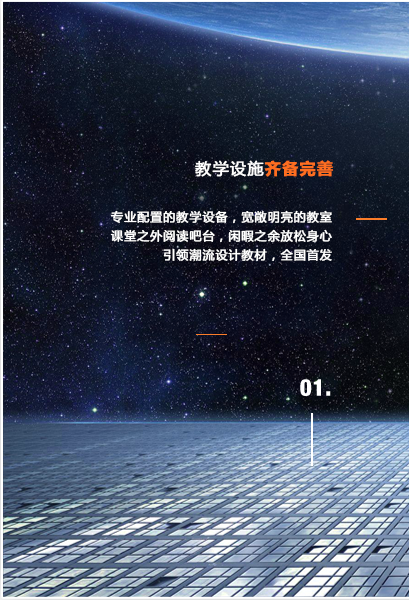 教学设施齐备完善
专业配置的教学设备，宽敞明亮的教室
课堂之外阅读吧台，闲暇之余放松身心
引领潮流设计教材，全国首发
01.